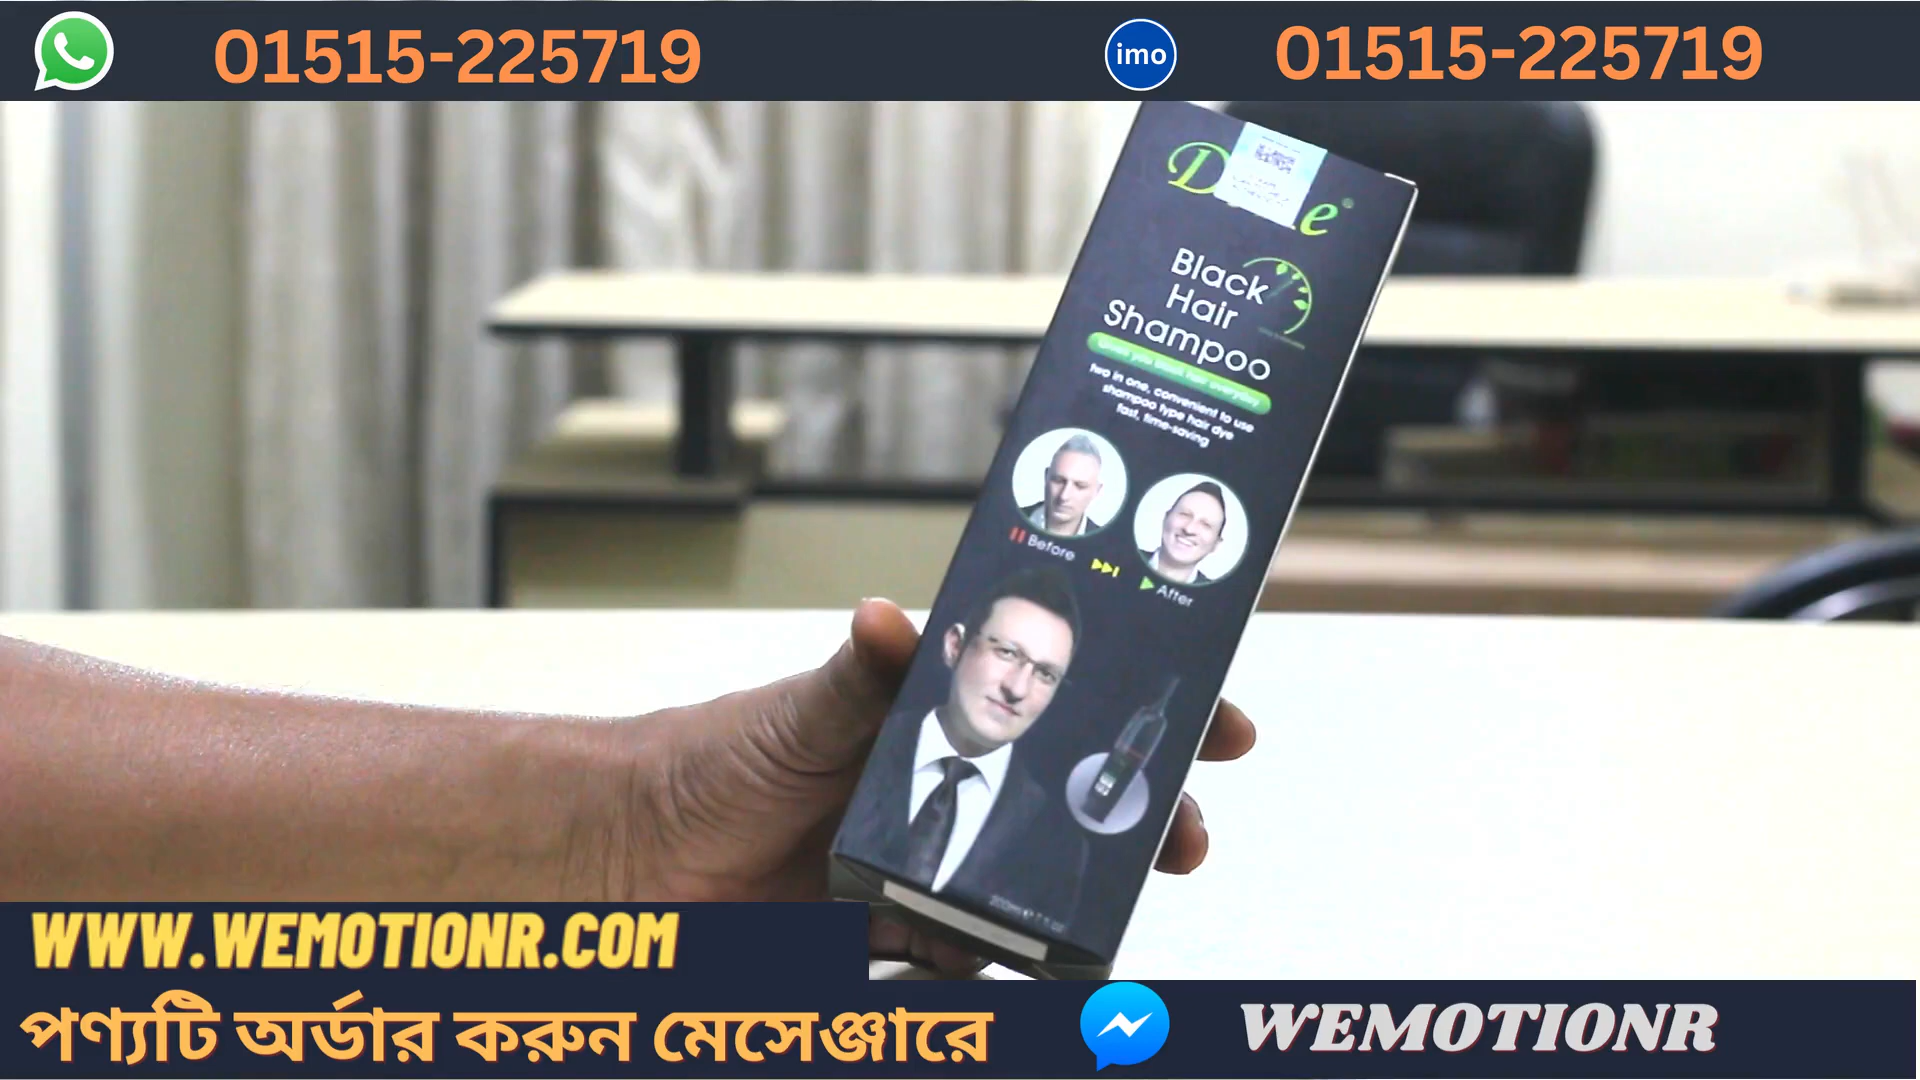 01515-225719
imo
01515-225719
Black
Hair
Shampoo
two in one, convenient to use
shampoo type hair dye
fast, time-saving
Before
After
WWW.WEMOTIONR.COM
পণ্যটি অর্ডার করুন মেসেঞ্জারে
WEMOTIONR